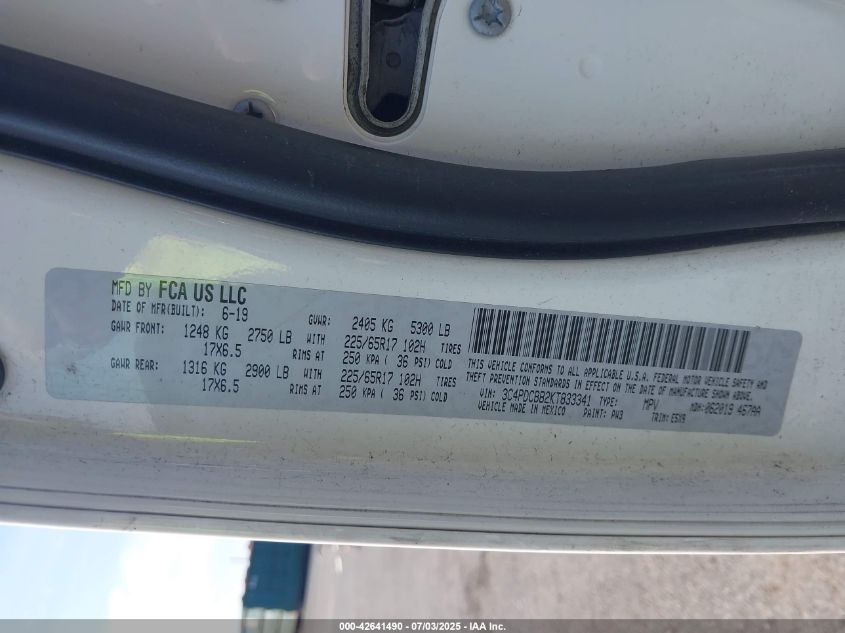 MFD BY FCA US LLC
DATE OF MFR(BUILT): 6-19 GVWR: 2405 KG 5300 LB
GAWR FRONT: 1248 KG 2750 LB WITH 225/65R17 102H TIRES
17X6.5 RIMS AT 250 KPA ( 36 PSI) COLD
GAWR REAR: 1316 KG 2900 LB WITH 225/65R17 102H TIRES
17X6.5 RIMS AT 250 KPA ( 36 PSI) COLD
THIS VEHICLE CONFORMS TO ALL APPLICABLE U.S.A. FEDERAL MOTOR VEHICLE SAFETY AND
THEFT PREVENTION STANDARDS IN EFFECT ON THE DATE OF MANUFACTURE SHOWN ABOVE.
VIN: 3C4PDCBB2KT833341 TYPE: MPV MDH: 062019 467AA
VEHICLE MADE IN MEXICO PAINT: PW3 TRIM: E5X9
000-42641490 - 07/03/2025 - IAA Inc.